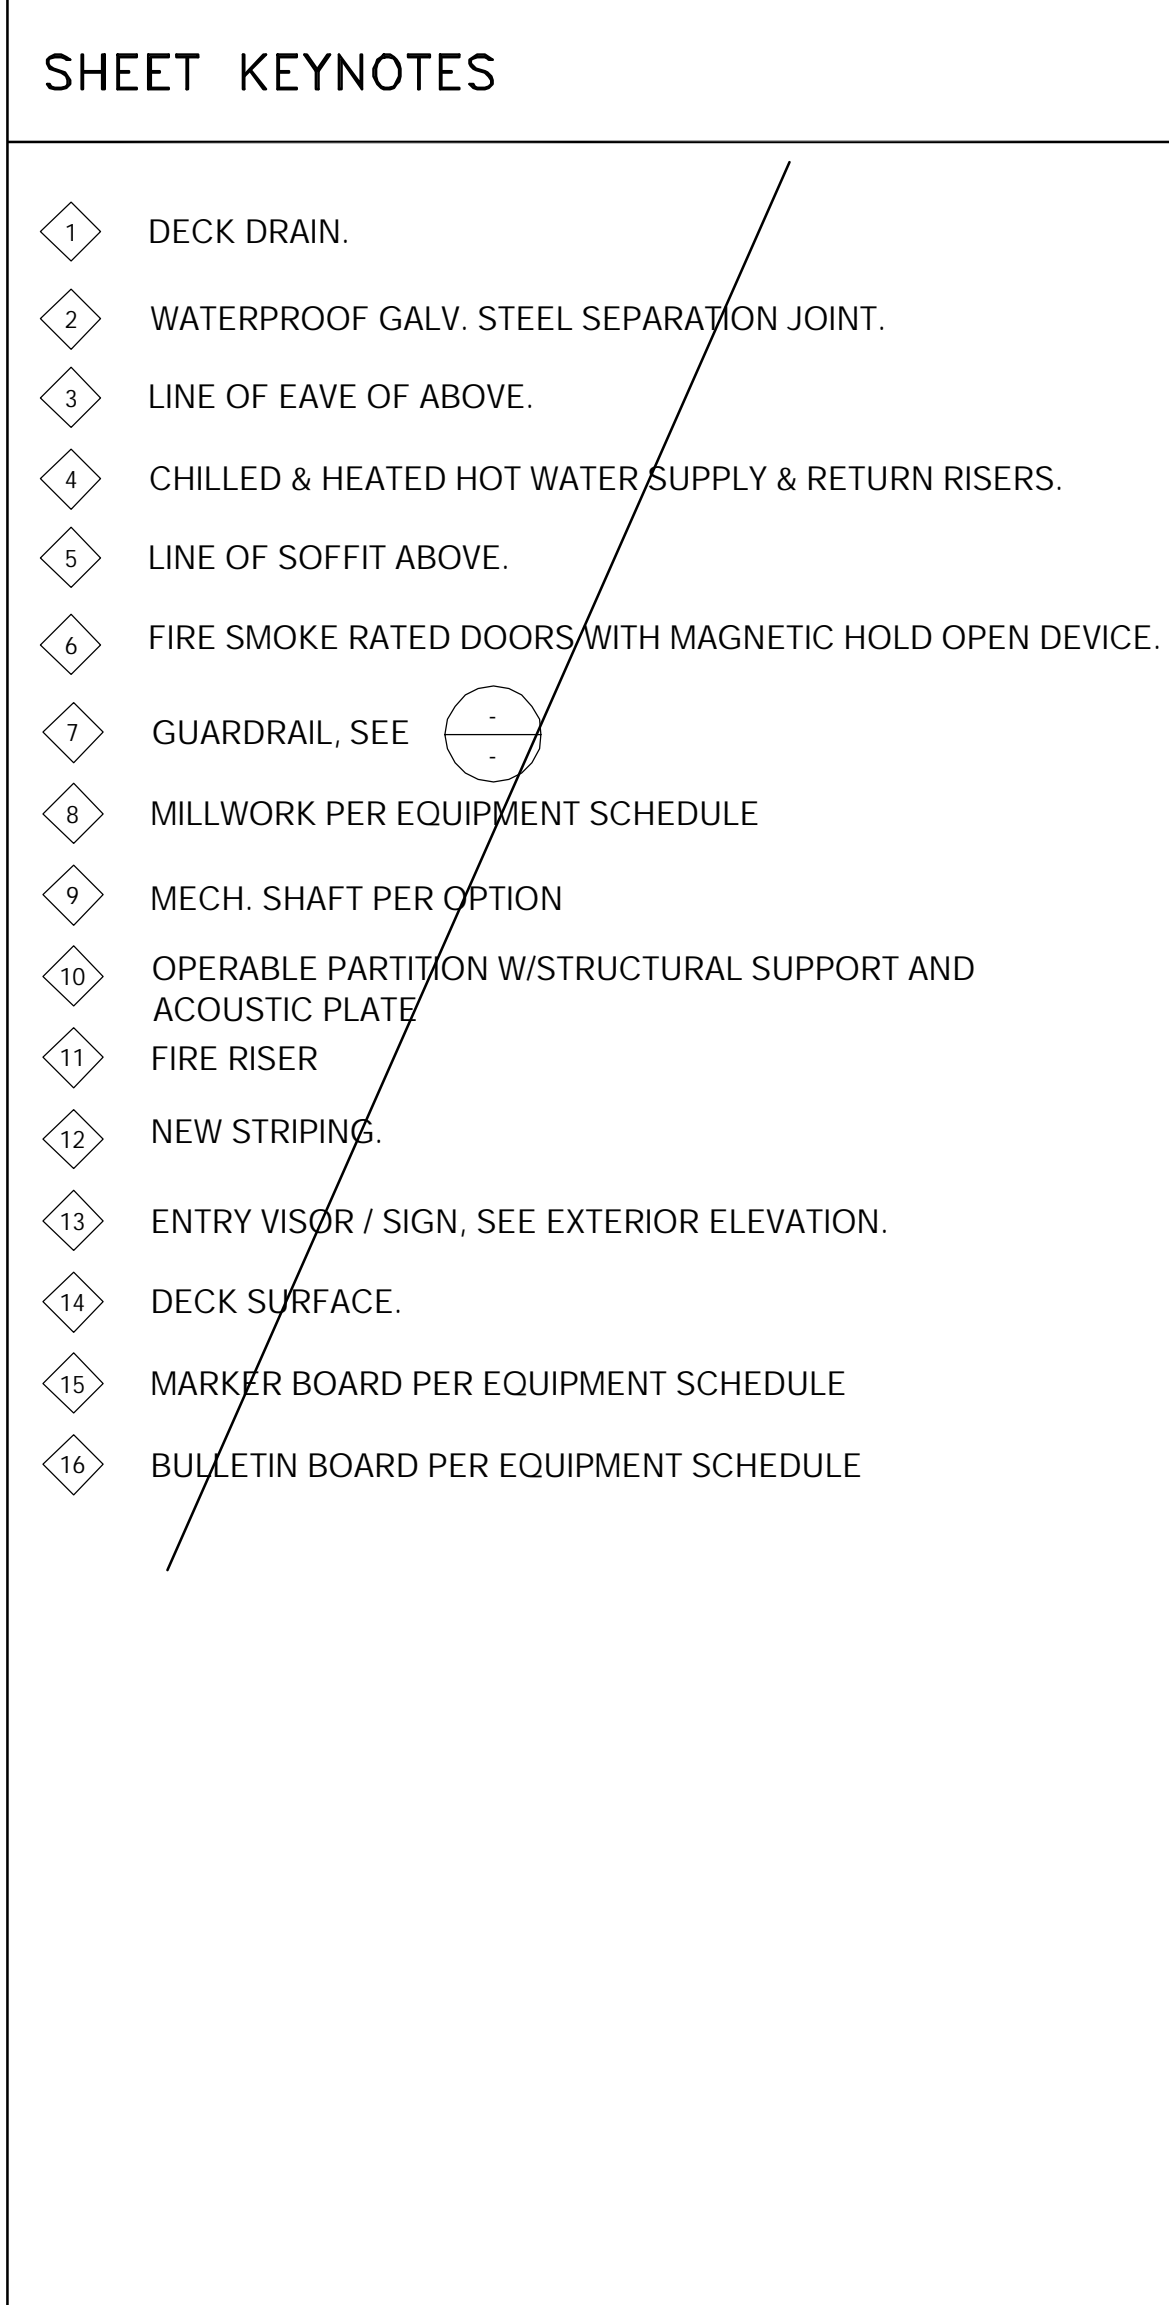 SHEET KEYNOTES
1 DECK DRAIN.
2 WATERPROOF GALV. STEEL SEPARATION JOINT.
3 LINE OF EAVE OF ABOVE.
4 CHILLED & HEATED HOT WATER SUPPLY & RETURN RISERS.
5 LINE OF SOFFIT ABOVE.
6 FIRE SMOKE RATED DOORS WITH MAGNETIC HOLD OPEN DEVICE.
7 GUARDRAIL, SEE - -
8 MILLWORK PER EQUIPMENT SCHEDULE
9 MECH. SHAFT PER OPTION
10 OPERABLE PARTITION W/STRUCTURAL SUPPORT AND
ACOUSTIC PLATE
11 FIRE RISER
12 NEW STRIPING.
13 ENTRY VISOR / SIGN, SEE EXTERIOR ELEVATION.
14 DECK SURFACE.
15 MARKER BOARD PER EQUIPMENT SCHEDULE
16 BULLETIN BOARD PER EQUIPMENT SCHEDULE